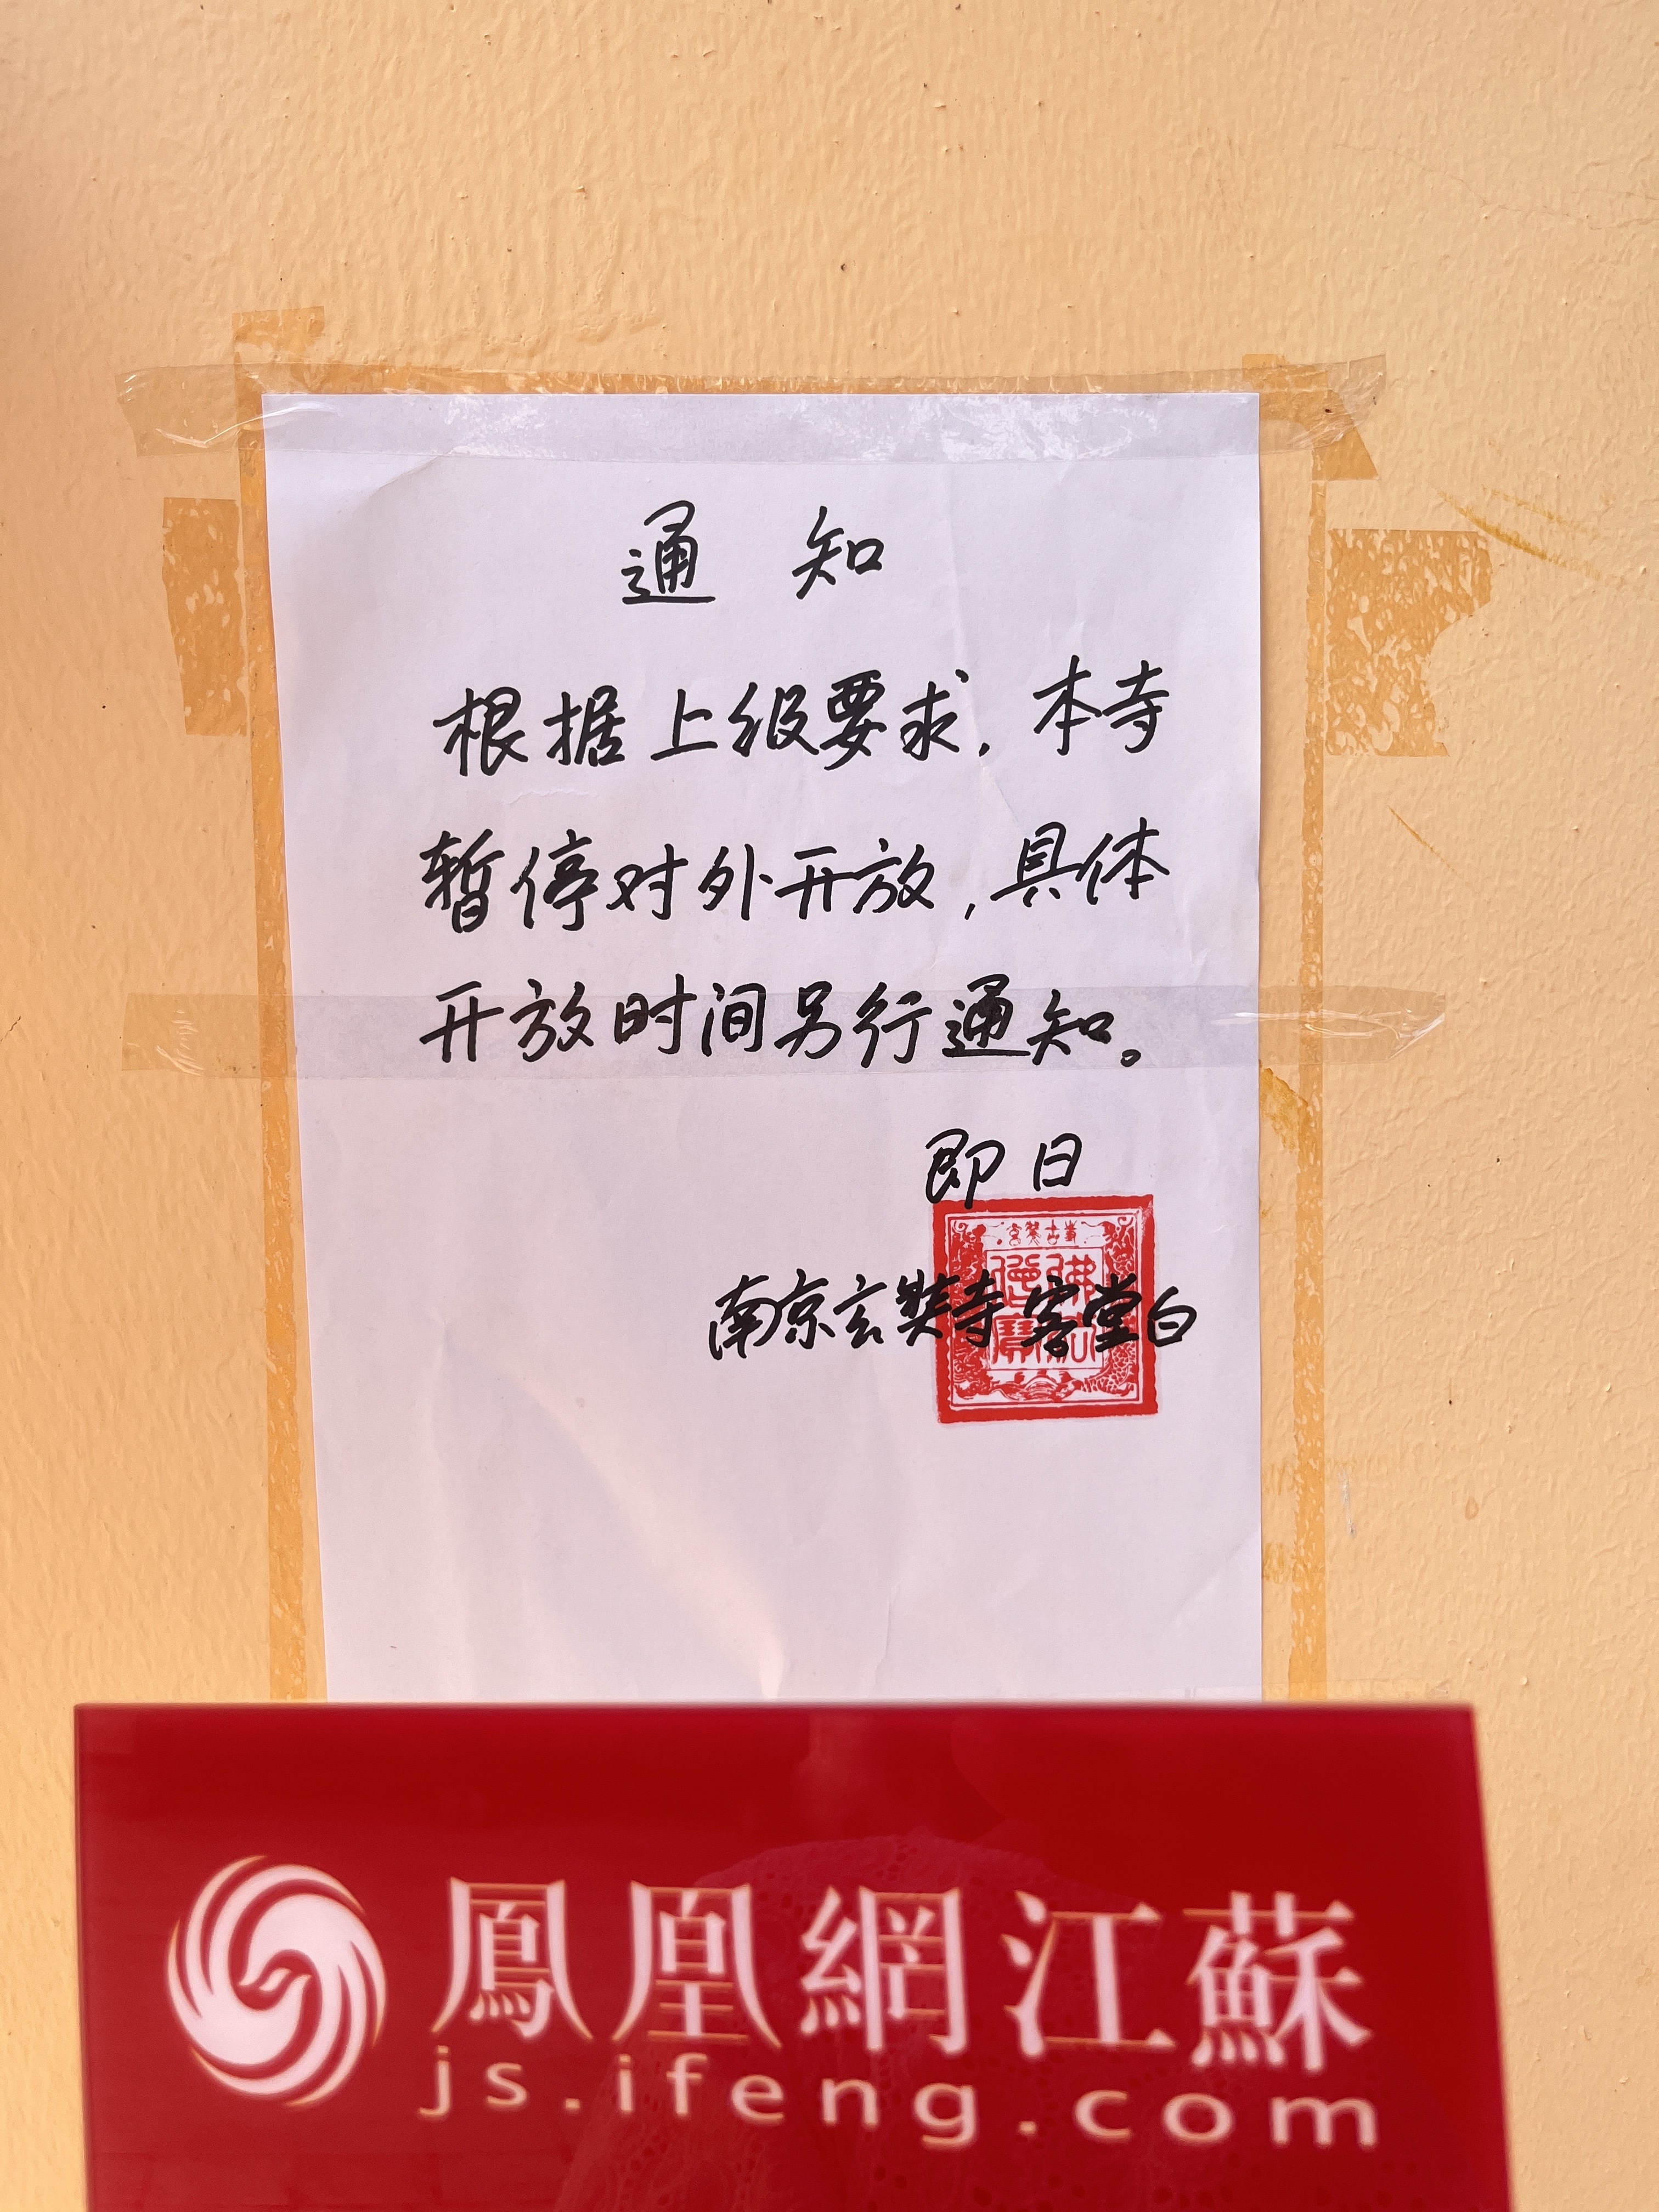 通 知
根据上级要求，本寺
暂停对外开放，具体
开放时间另行通知。
即日
南京玄奘寺客堂白
鳳凰網江蘇
js.ifeng.com